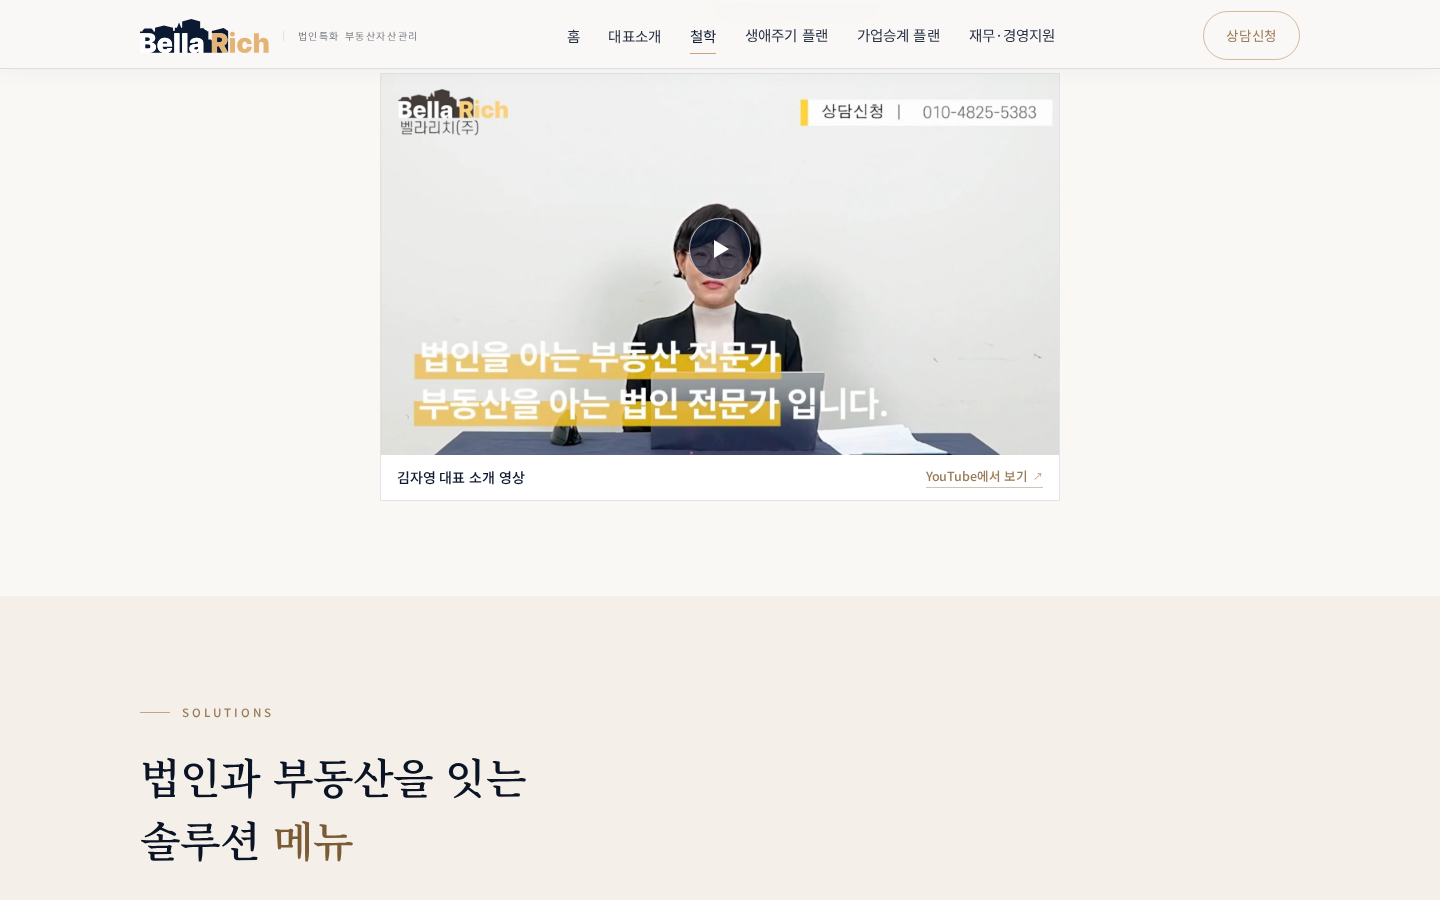 Bella Rich
법인특화 부동산자산관리
홈
대표소개
철학
생애주기 플랜
가업승계 플랜
재무·경영지원
상담신청
Bella Rich
벨라리치(주)
상담신청 | 010-4825-5383
법인을 아는 부동산 전문가
부동산을 아는 법인 전문가 입니다.
김자영 대표 소개 영상
YouTube에서 보기 ↗
SOLUTIONS
법인과 부동산을 잇는
솔루션 메뉴